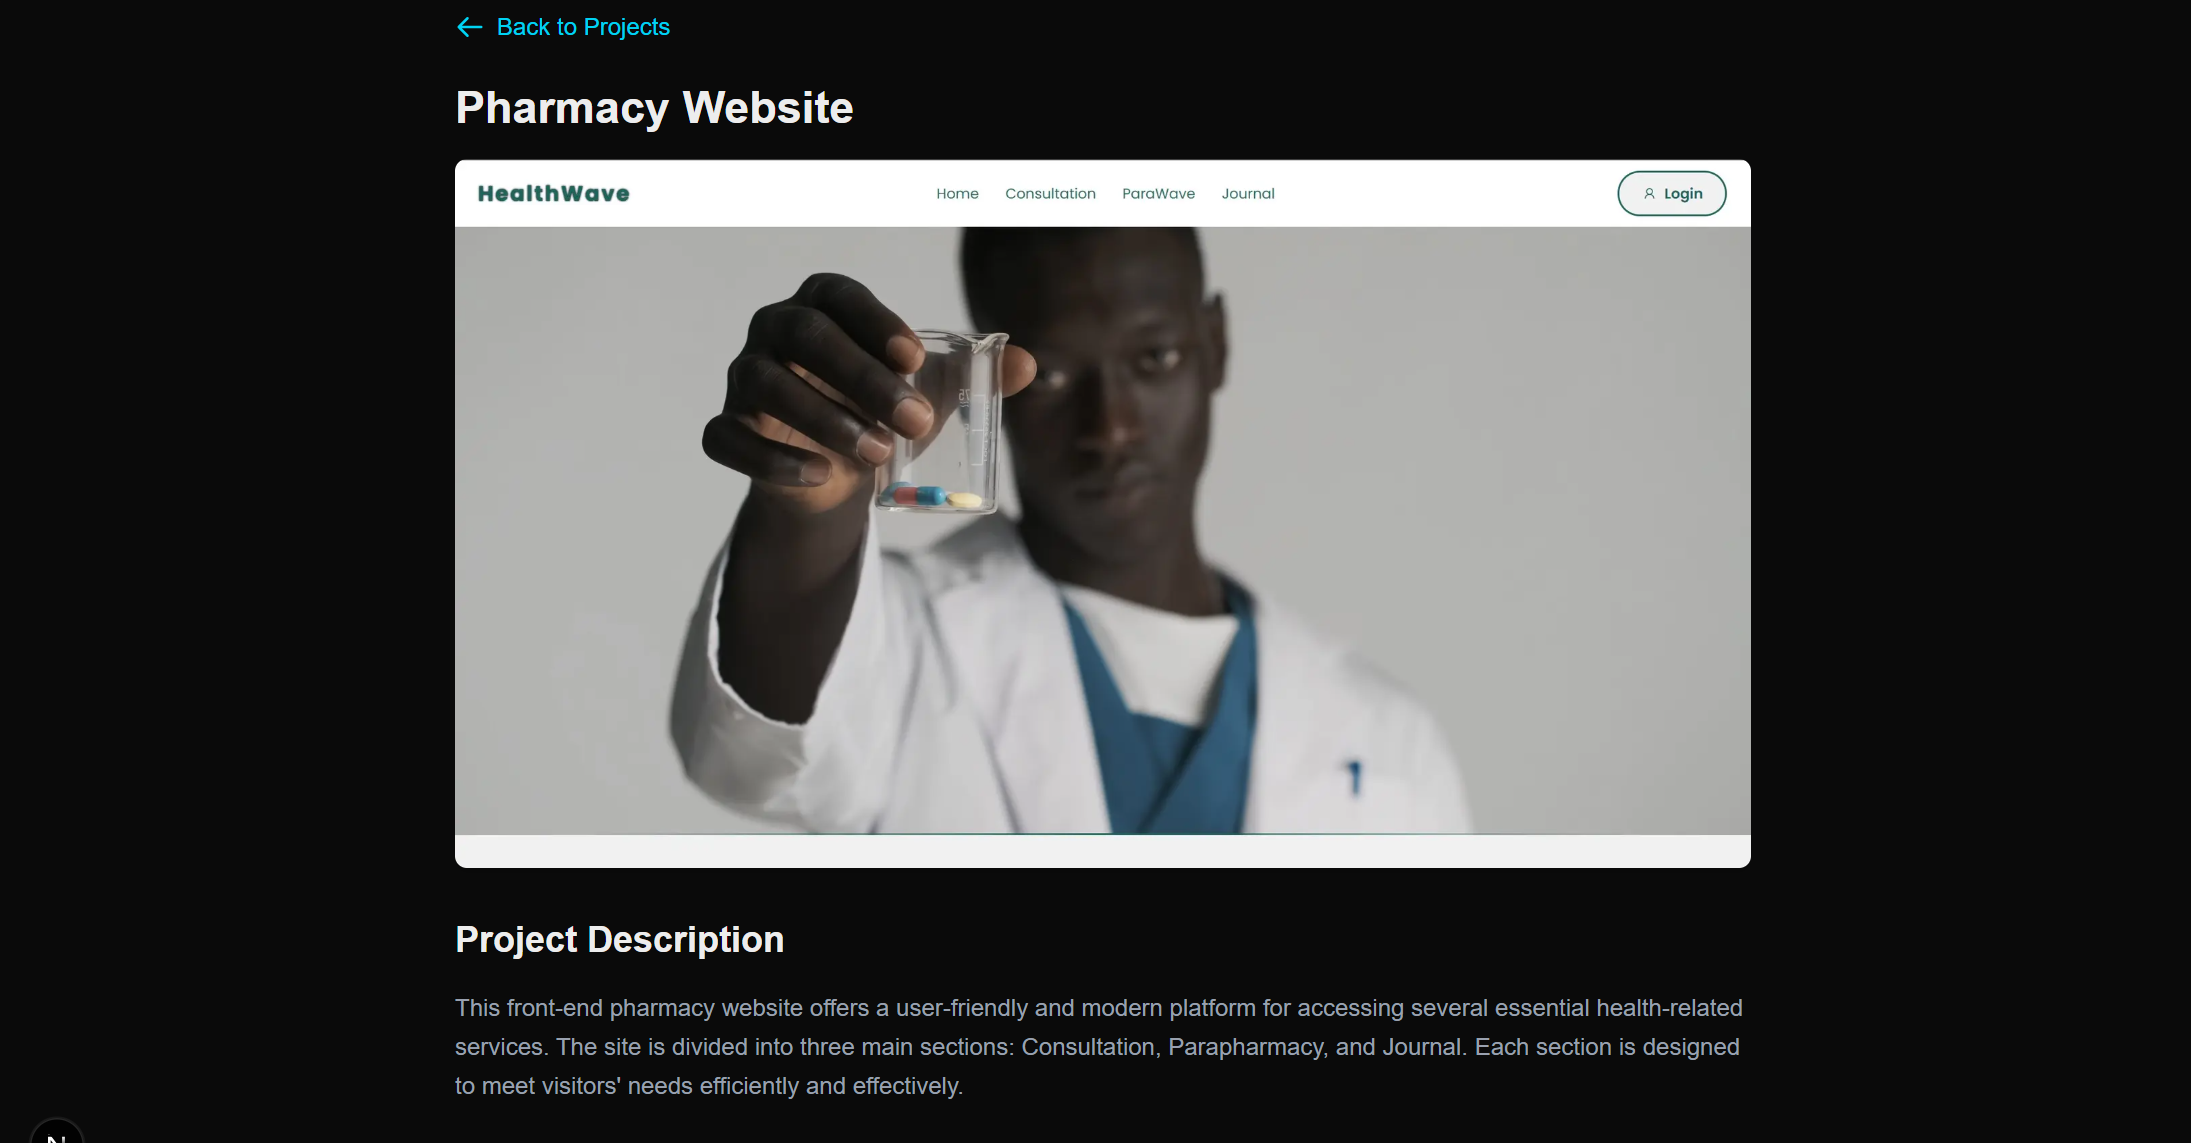 Back to Projects
Pharmacy Website
HealthWave
Home
Consultation
ParaWave
Journal
Login
75
Project Description
This front-end pharmacy website offers a user-friendly and modern platform for accessing several essential health-related
services. The site is divided into three main sections: Consultation, Parapharmacy, and Journal. Each section is designed
to meet visitors' needs efficiently and effectively.
N